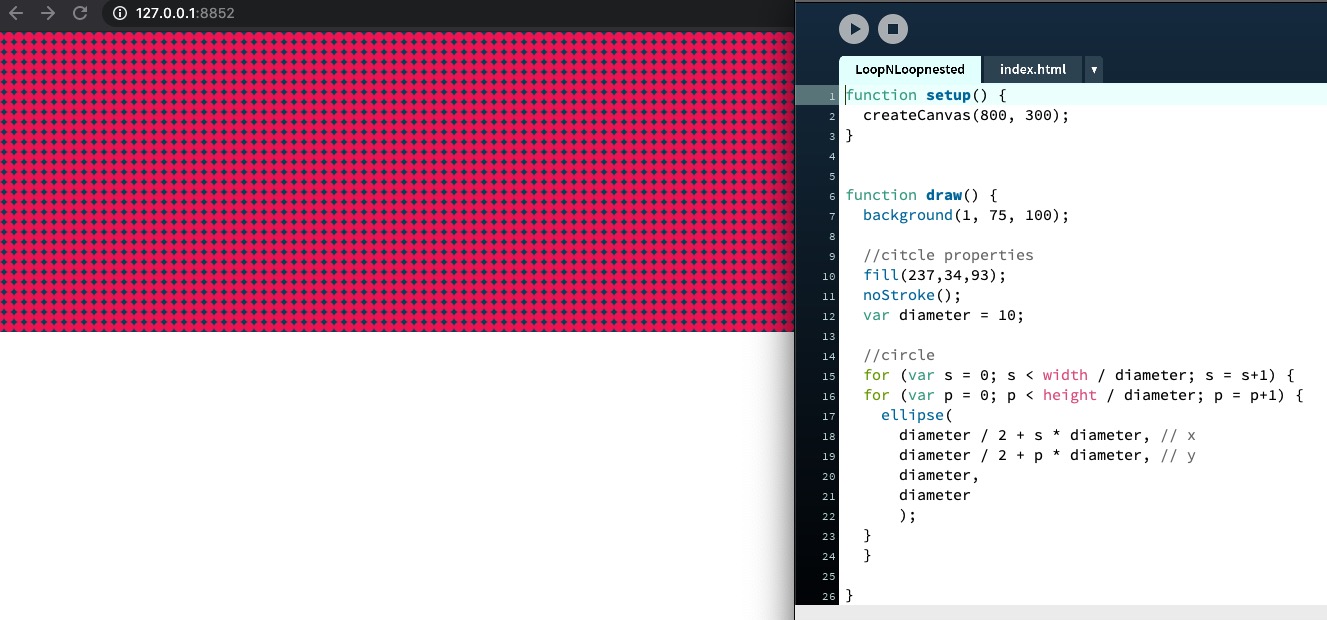 127.0.0.1:8852
LoopNLoopnested index.html
1 function setup() {
2 createCanvas(800, 300);
3 }
4
5
6 function draw() {
7 background(1, 75, 100);
8
9 //citcle properties
10 fill(237,34,93);
11 noStroke();
12 var diameter = 10;
13
14 //circle
15 for (var s = 0; s < width / diameter; s = s+1) {
16 for (var p = 0; p < height / diameter; p = p+1) {
17 ellipse(
18 diameter / 2 + s * diameter, // x
19 diameter / 2 + p * diameter, // y
20 diameter,
21 diameter
22 );
23 }
24 }
25
26 }